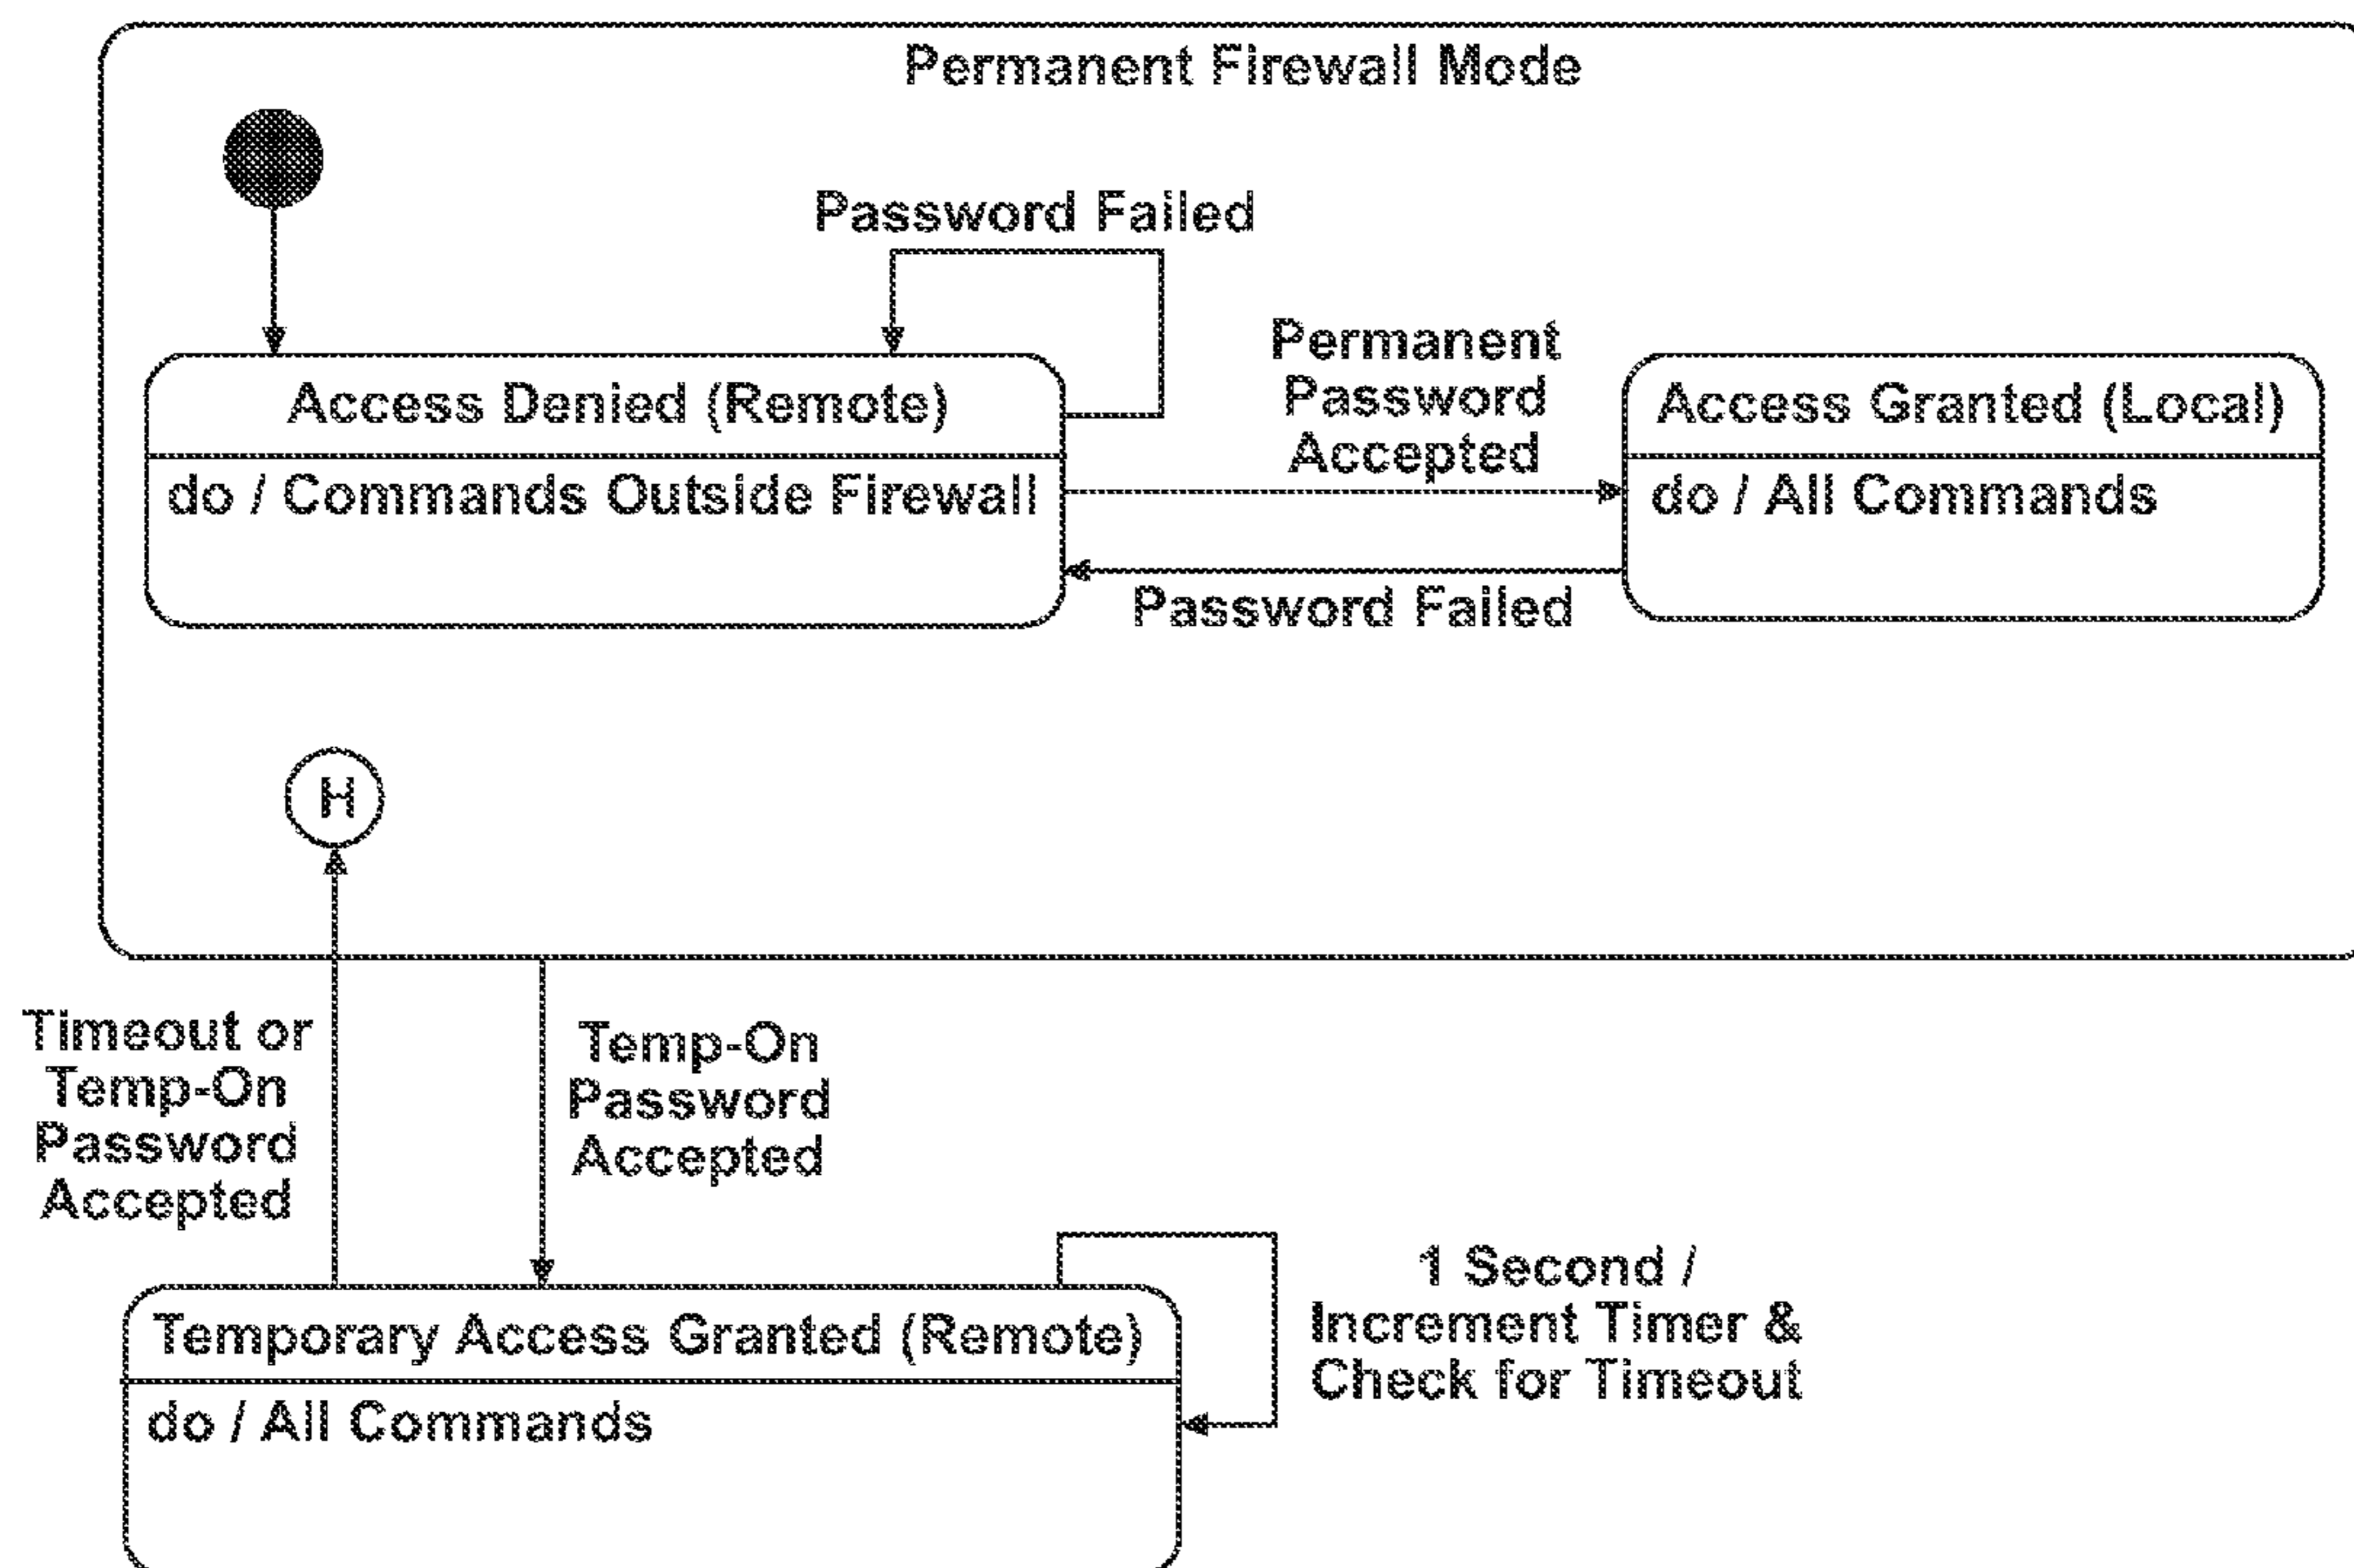 Permanent Firewall Mode
Password Failed
Access Denied (Remote)
do / Commands Outside Firewall
Permanent
Password
Accepted
Access Granted (Local)
do / All Commands
Password Failed
H
Timeout or
Temp-On
Password
Accepted
Temp-On
Password
Accepted
Temporary Access Granted (Remote)
do / All Commands
1 Second /
Increment Timer &
Check for Timeout